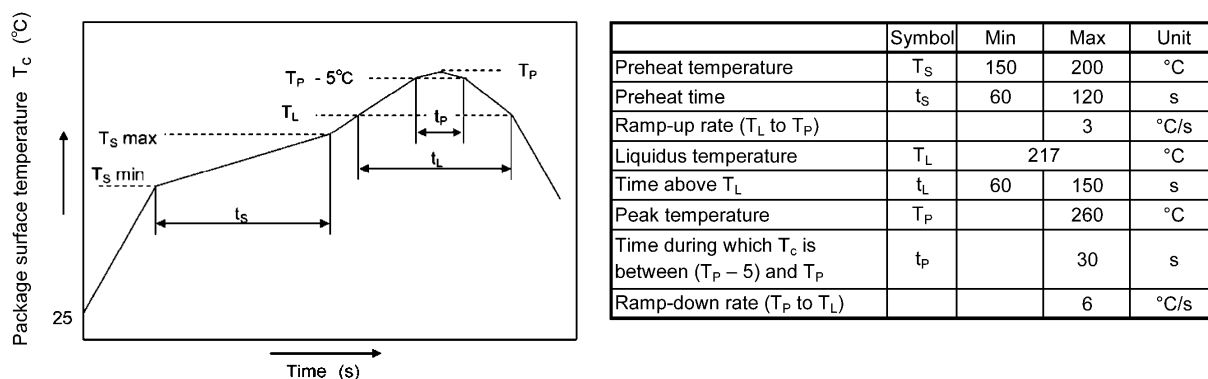 Package surface temperature T_c (°C)
T_P - 5°C
T_P
T_L
t_P
T_S max
t_L
T_S min
t_S
25
Time (s)
Symbol Min Max Unit
Preheat temperature T_S 150 200 °C
Preheat time t_S 60 120 s
Ramp-up rate (T_L to T_P) 3 °C/s
Liquidus temperature T_L 217 °C
Time above T_L t_L 60 150 s
Peak temperature T_P 260 °C
Time during which T_c is
between (T_P – 5) and T_P t_P 30 s
Ramp-down rate (T_P to T_L) 6 °C/s